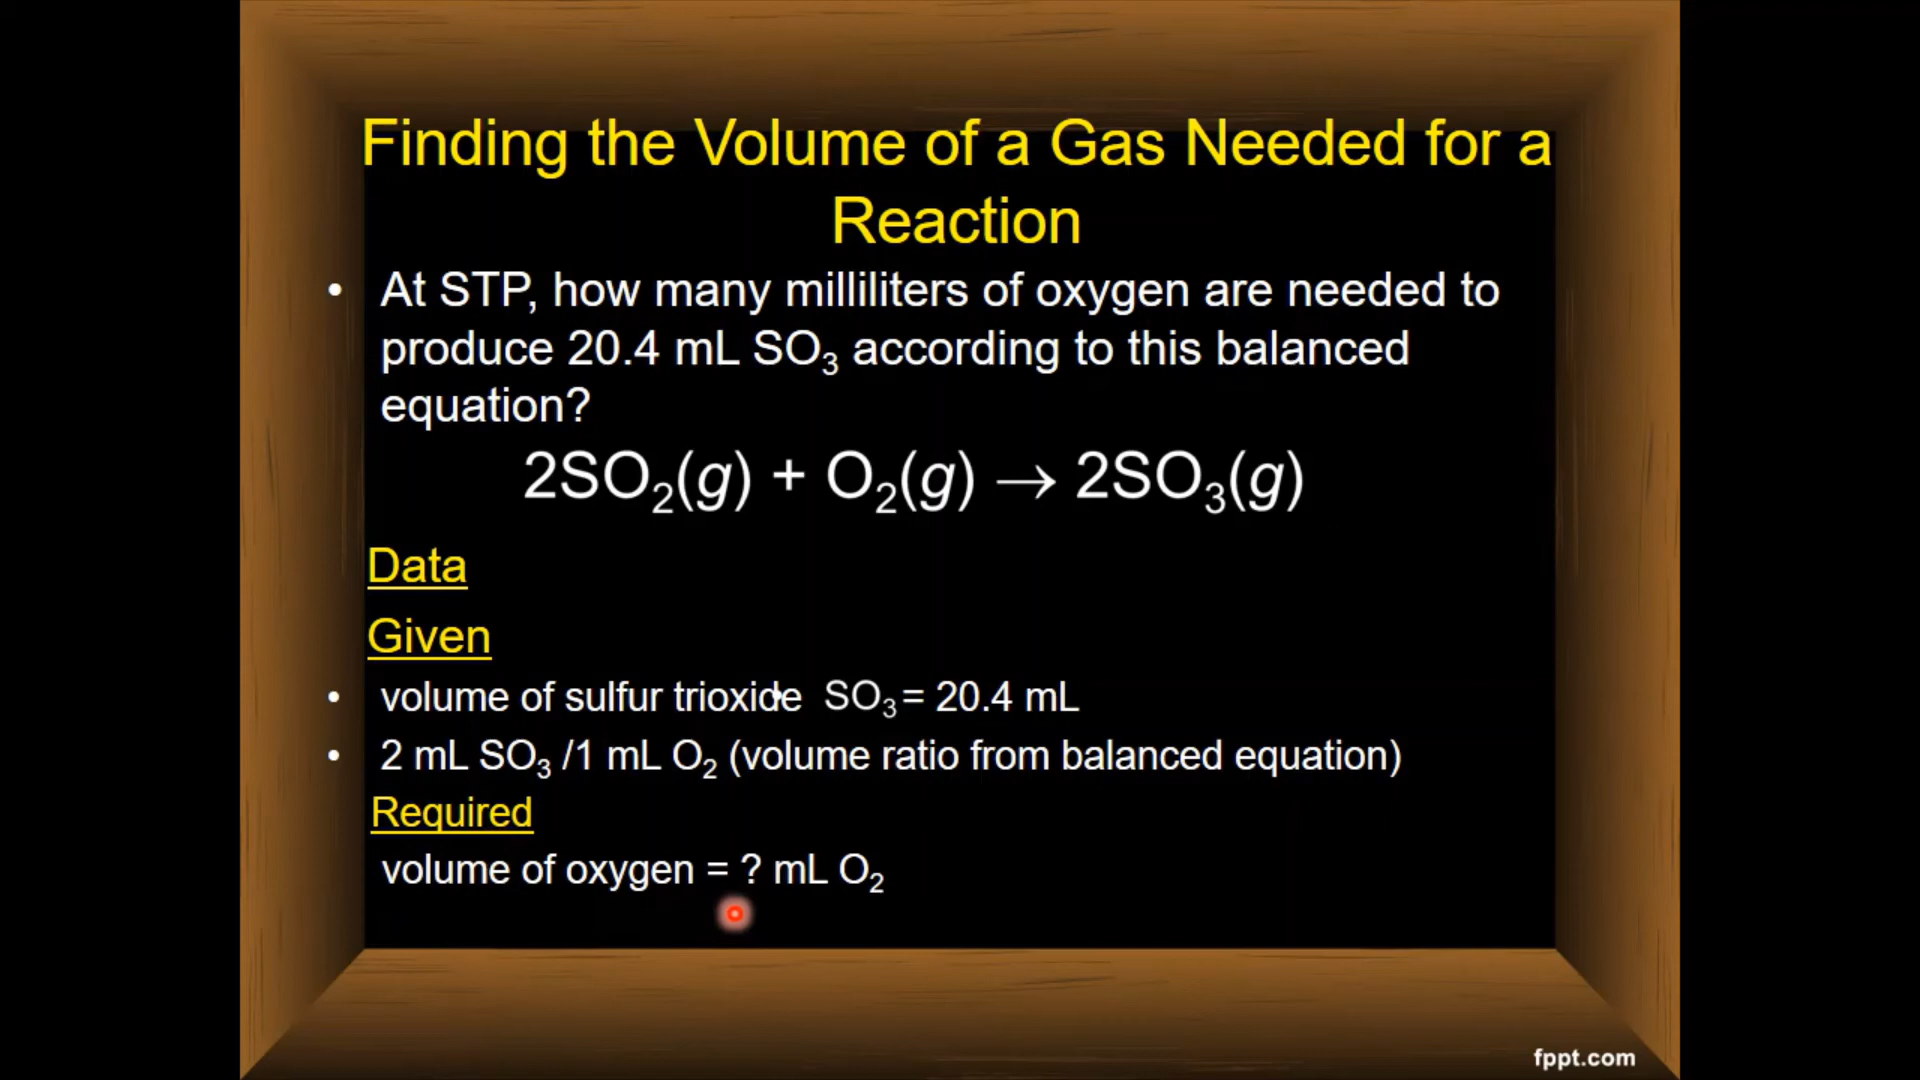 Finding the Volume of a Gas Needed for a
Reaction
• At STP, how many milliliters of oxygen are needed to
produce 20.4 mL SO₃ according to this balanced
equation?
2SO₂(g) + O₂(g) → 2SO₃(g)
Data
Given
• volume of sulfur trioxide SO₃ = 20.4 mL
• 2 mL SO₃ /1 mL O₂ (volume ratio from balanced equation)
Required
volume of oxygen = ? mL O₂
fppt.com